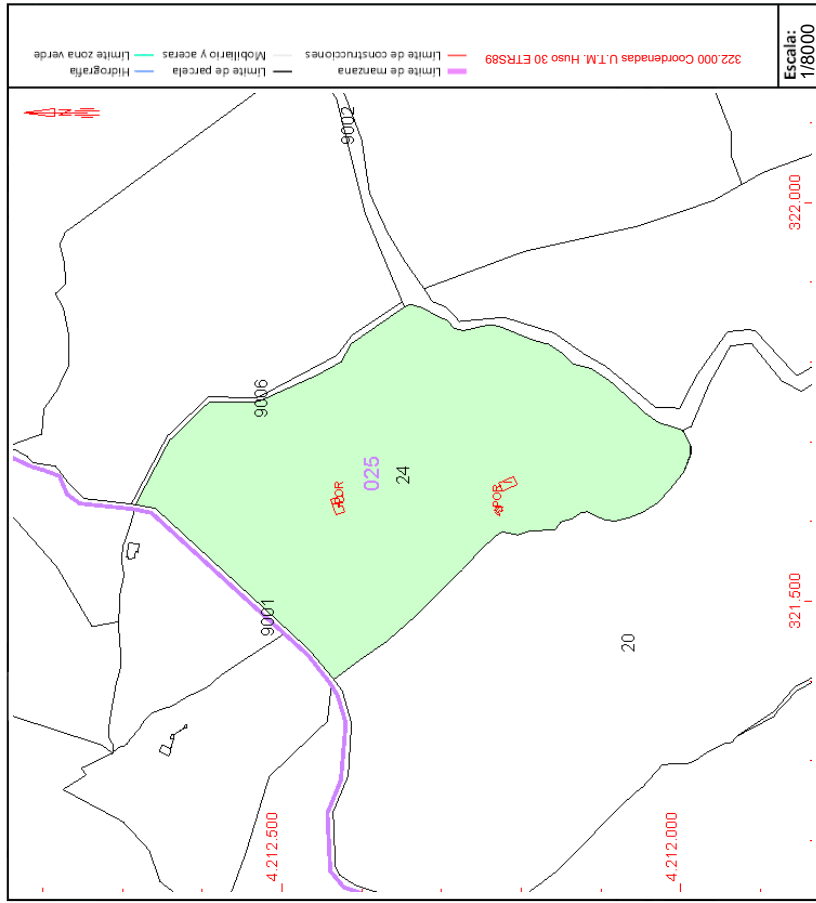 Límite zona verde
Hidrografía
Mobiliario y aceras
Límite de parcela
Límite de construcciones
Límite de manzana
322.000 Coordenadas U.T.M. Huso 30 ETRS89
Escala:
1/8000
9002
322.000
9006
025
24
POR
9001
321.500
20
4.212.500
4.212.000